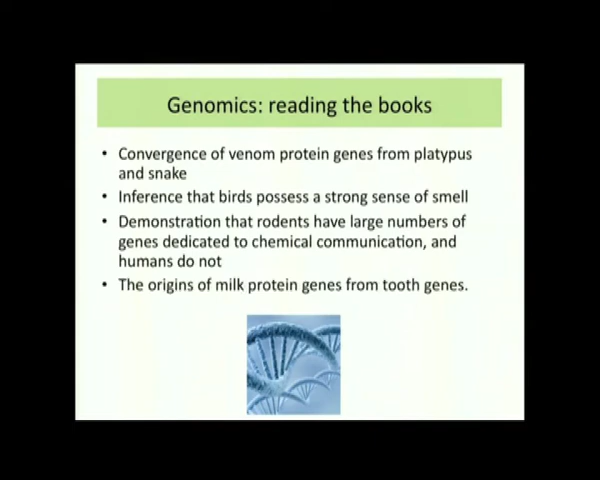 Genomics: reading the books
• Convergence of venom protein genes from platypus
and snake
• Inference that birds possess a strong sense of smell
• Demonstration that rodents have large numbers of
genes dedicated to chemical communication, and
humans do not
• The origins of milk protein genes from tooth genes.